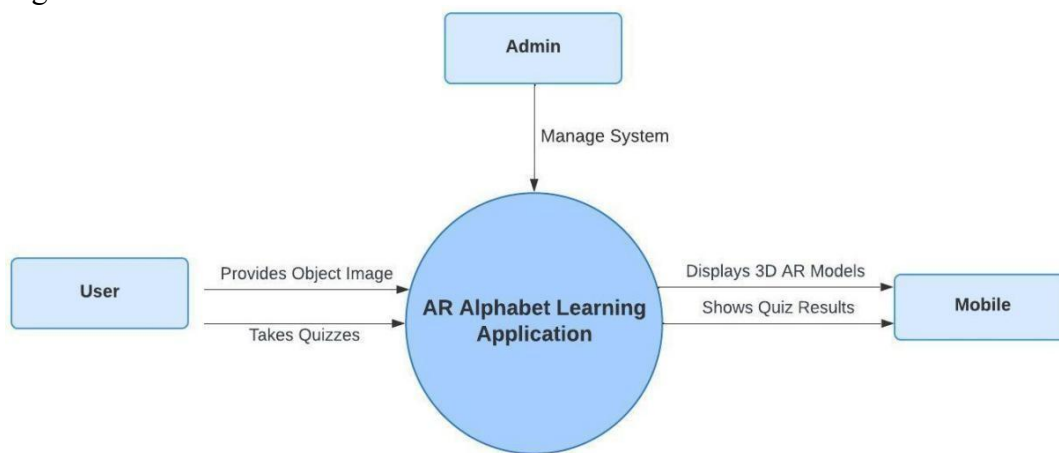 Admin
Manage System
User
Provides Object Image
Takes Quizzes
AR Alphabet Learning
Application
Displays 3D AR Models
Shows Quiz Results
Mobile